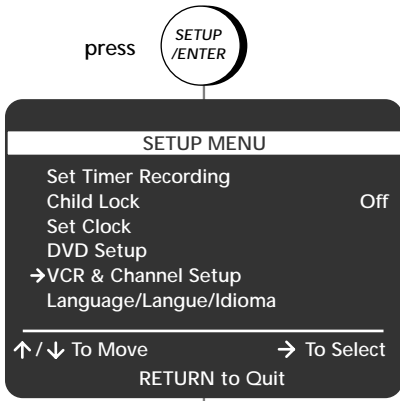 press SETUP
/ENTER
SETUP MENU
Set Timer Recording
Child Lock Off
Set Clock
DVD Setup
→VCR & Channel Setup
Language/Langue/Idioma
↑/↓ To Move → To Select
RETURN to Quit